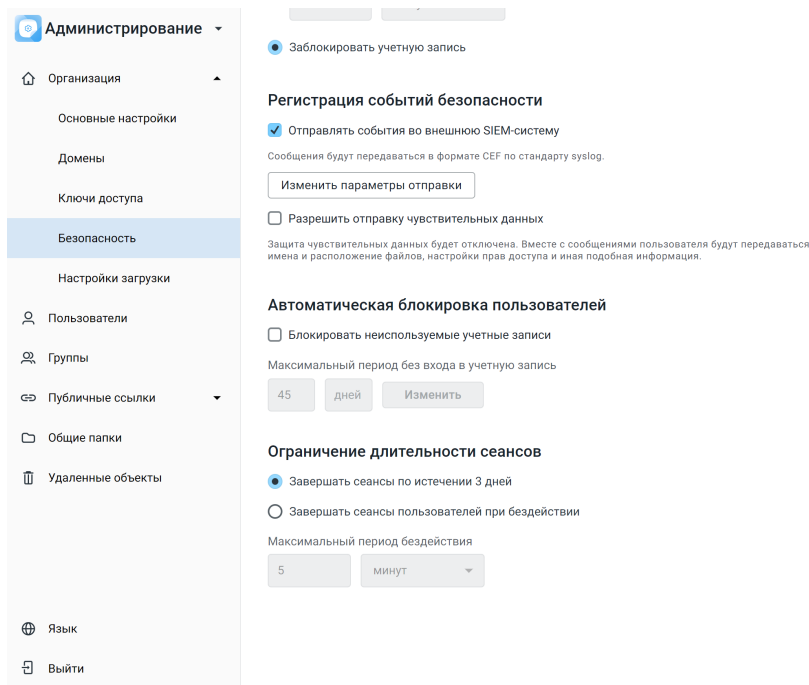 Администрирование
Организация
Основные настройки
Домены
Ключи доступа
Безопасность
Настройки загрузки
Пользователи
Группы
Публичные ссылки
Общие папки
Удаленные объекты
Язык
Выйти
Заблокировать учетную запись
Регистрация событий безопасности
Отправлять события во внешнюю SIEM-систему
Сообщения будут передаваться в формате CEF по стандарту syslog.
Изменить параметры отправки
Разрешить отправку чувствительных данных
Защита чувствительных данных будет отключена. Вместе с сообщениями пользователя будут передаваться
имена и расположение файлов, настройки прав доступа и иная подобная информация.
Автоматическая блокировка пользователей
Блокировать неиспользуемые учетные записи
Максимальный период без входа в учетную запись
45 дней Изменить
Ограничение длительности сеансов
Завершать сеансы по истечении 3 дней
Завершать сеансы пользователей при бездействии
Максимальный период бездействия
5 минут